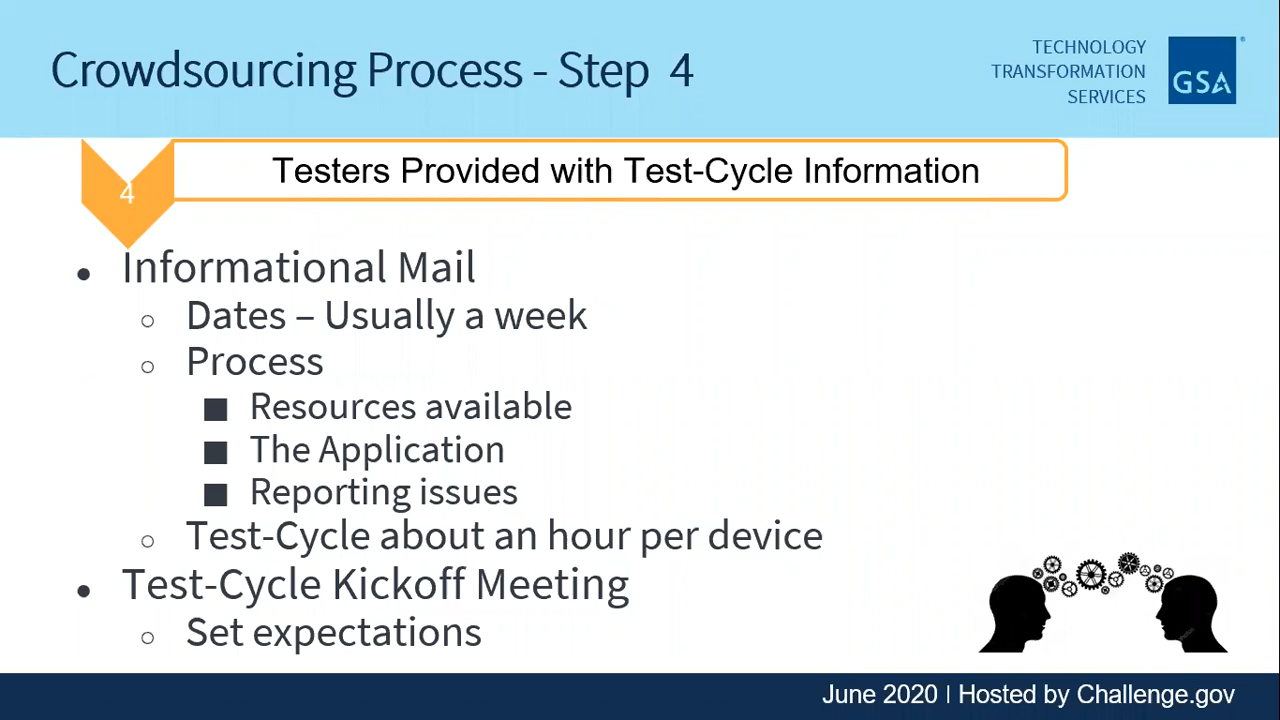 Crowdsourcing Process - Step 4
TECHNOLOGY
TRANSFORMATION
SERVICES
GSA
4
Testers Provided with Test-Cycle Information
● Informational Mail
○ Dates – Usually a week
○ Process
■ Resources available
■ The Application
■ Reporting issues
○ Test-Cycle about an hour per device
● Test-Cycle Kickoff Meeting
○ Set expectations
June 2020 | Hosted by Challenge.gov